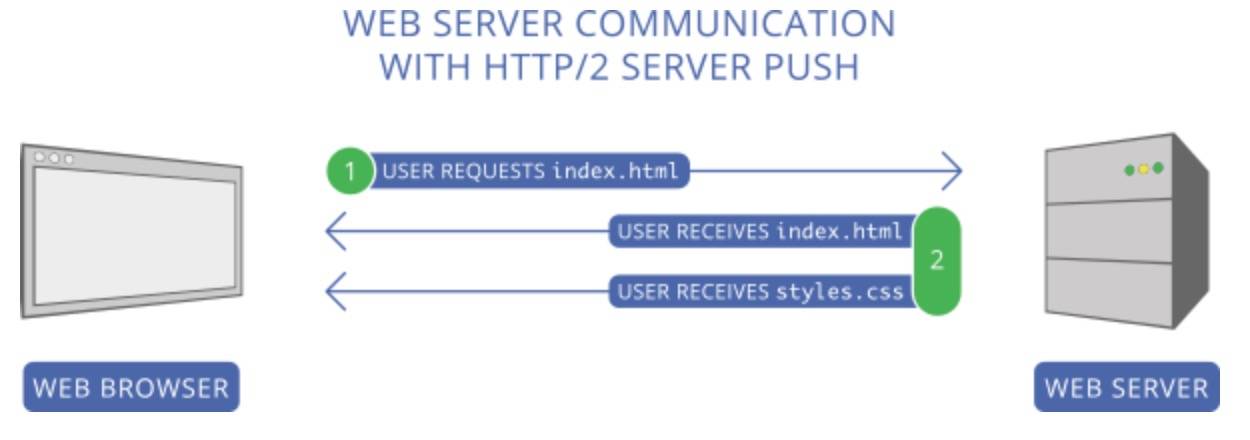 WEB SERVER COMMUNICATION
WITH HTTP/2 SERVER PUSH
1 USER REQUESTS index.html
USER RECEIVES index.html
2
USER RECEIVES styles.css
WEB BROWSER
WEB SERVER